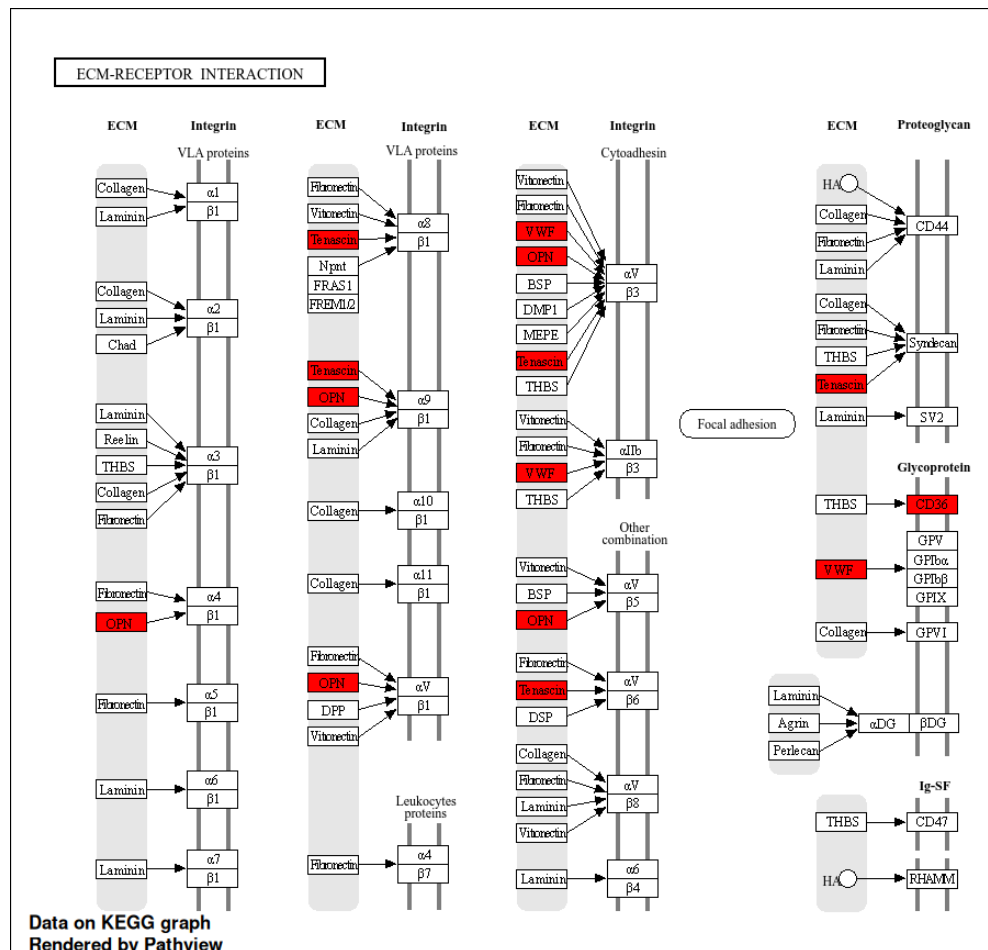 ECM-RECEPTOR INTERACTION
ECM
Integrin
VLA proteins
Collagen
Laminin
α1
β1
Collagen
Laminin
Chad
α2
β1
Laminin
Reelin
THBS
Collagen
Fibronectin
α3
β1
Fibronectin
OPN
α4
β1
Fibronectin
α5
β1
Laminin
α6
β1
Laminin
α7
β1
ECM
Integrin
VLA proteins
Fibronectin
Vitronectin
Tenascin
Npnt
FRAS1
FREM1/2
α8
β1
Tenascin
OPN
Collagen
Laminin
α9
β1
Collagen
α10
β1
Collagen
α11
β1
Fibronectin
OPN
DPP
Vitronectin
αV
β1
Leukocytes
proteins
Fibronectin
α4
β7
ECM
Integrin
Cytoadhesin
Vitronectin
Fibronectin
VWF
OPN
BSP
DMP1
MEPE
Tenascin
THBS
αV
β3
Vitronectin
Fibronectin
VWF
THBS
αIIb
β3
Other
combination
Vitronectin
BSP
OPN
αV
β5
Fibronectin
Tenascin
DSP
αV
β6
Collagen
Fibronectin
Laminin
Vitronectin
αV
β8
Laminin
α6
β4
Focal adhesion
ECM
Proteoglycan
HA
Collagen
Fibronectin
Laminin
CD44
Collagen
Fibronectin
THBS
Tenascin
Syndecan
Laminin
SV2
Glycoprotein
THBS
CD36
VWF
GPV
GPIbα
GPIbβ
GPIX
Collagen
GPVI
Laminin
Agrin
Perlecan
αDG
βDG
Ig-SF
THBS
CD47
HA
RHAMM
Data on KEGG graph
Rendered by Pathview